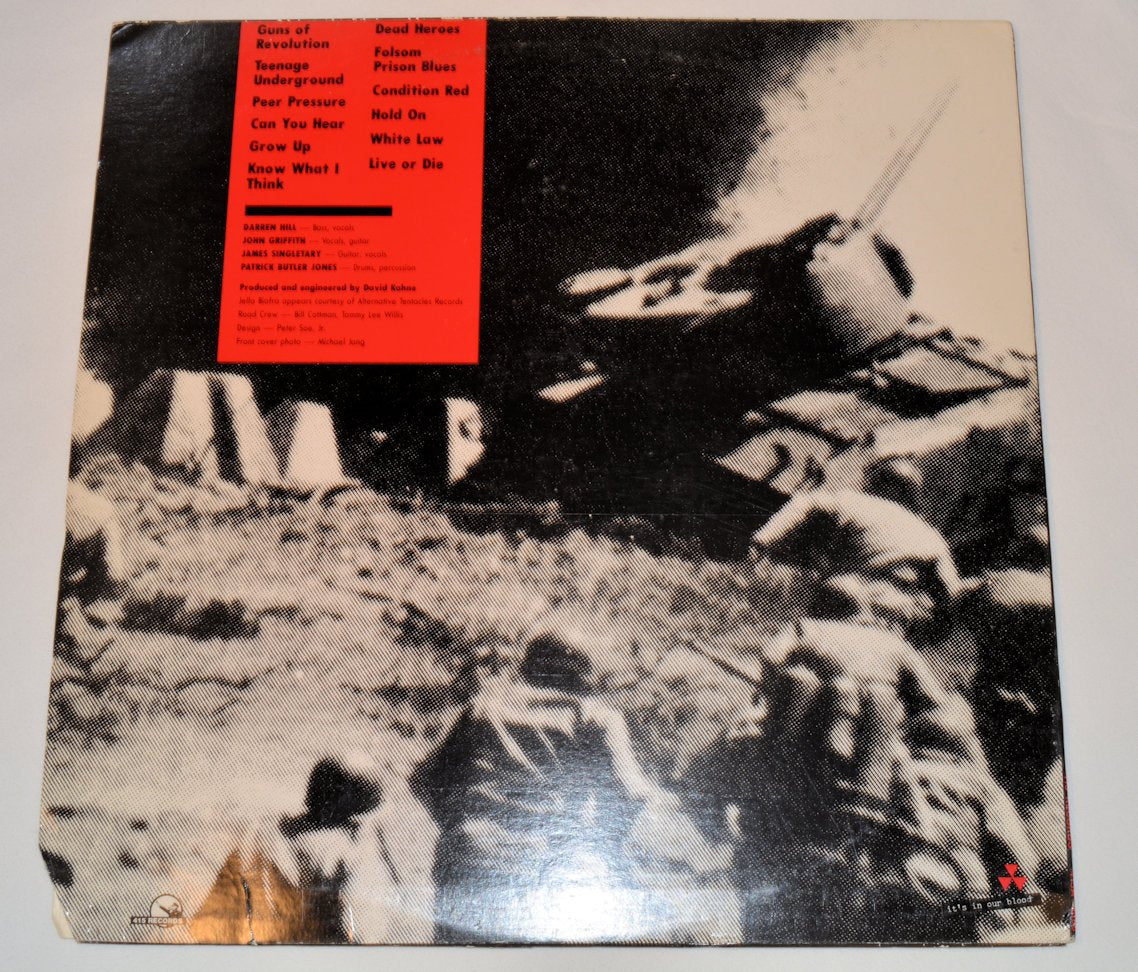 Guns of
Revolution
Teenage
Underground
Peer Pressure
Can You Hear
Grow Up
Know What I
Think
Dead Heroes
Folsom
Prison Blues
Condition Red
Hold On
White Law
Live or Die
DARREN HILL — Bass, vocals
JOHN GRIFFITH — Vocals, guitar
JAMES SINGLETARY — Guitar, vocals
PATRICK BUTLER JONES — Drums, percussion
Produced and engineered by David Kahne
Jello Biafra appears courtesy of Alternative Tentacles Records
Road Crew — Bill Cottman, Tommy Lee Willis
Design — Peter Soe, Jr.
Front cover photo — Michael Jang
415 RECORDS
it's in our blood